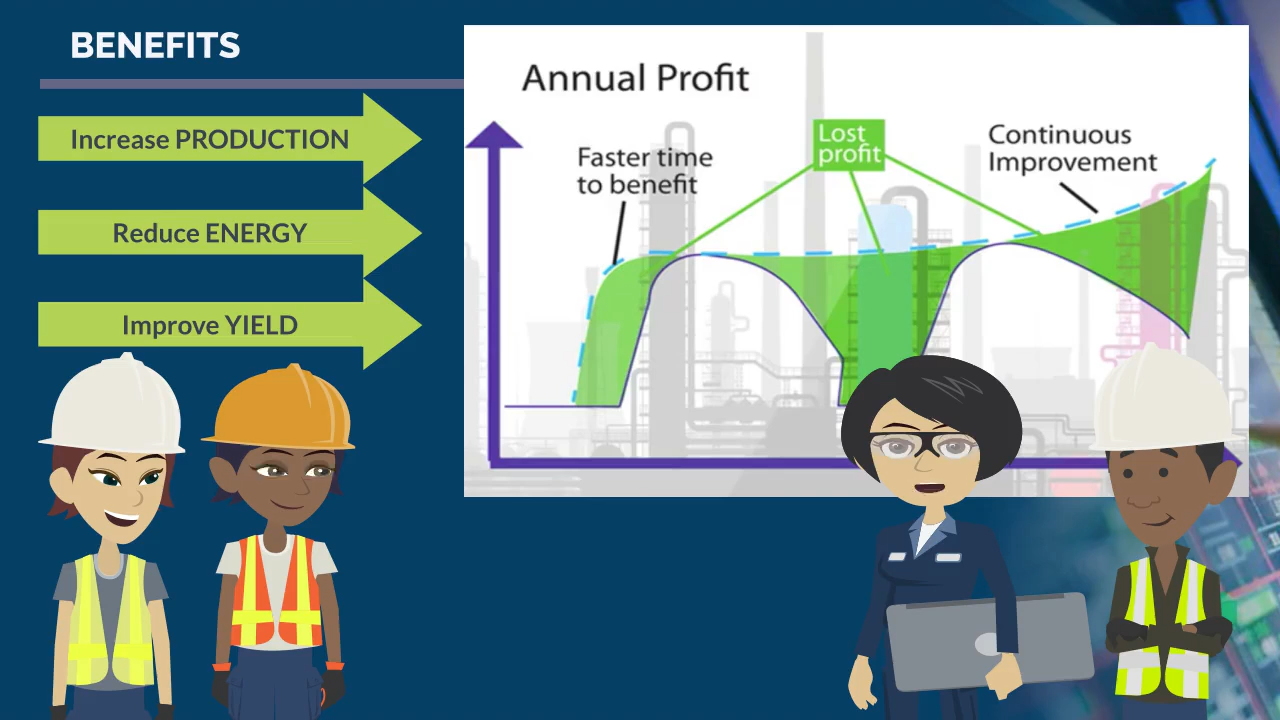 BENEFITS
Increase PRODUCTION
Reduce ENERGY
Improve YIELD
Annual Profit
Faster time
to benefit
Lost
profit
Continuous
Improvement